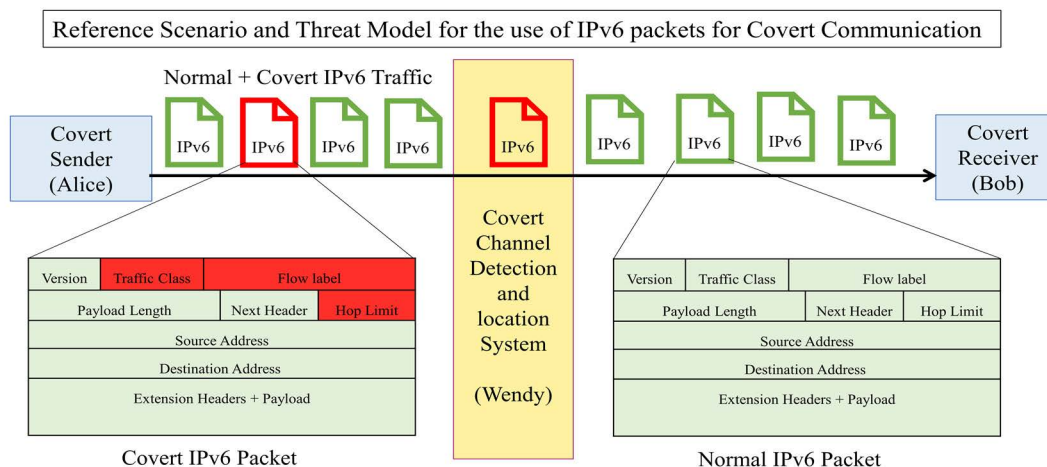 Reference Scenario and Threat Model for the use of IPv6 packets for Covert Communication
Normal + Covert IPv6 Traffic
Covert
Sender
(Alice)
IPv6
IPv6
IPv6
IPv6
IPv6
IPv6
IPv6
IPv6
IPv6
Covert
Receiver
(Bob)
Covert
Channel
Detection
and
location
System
(Wendy)
Version Traffic Class Flow label
Payload Length Next Header Hop Limit
Source Address
Destination Address
Extension Headers + Payload
Covert IPv6 Packet
Version Traffic Class Flow label
Payload Length Next Header Hop Limit
Source Address
Destination Address
Extension Headers + Payload
Normal IPv6 Packet